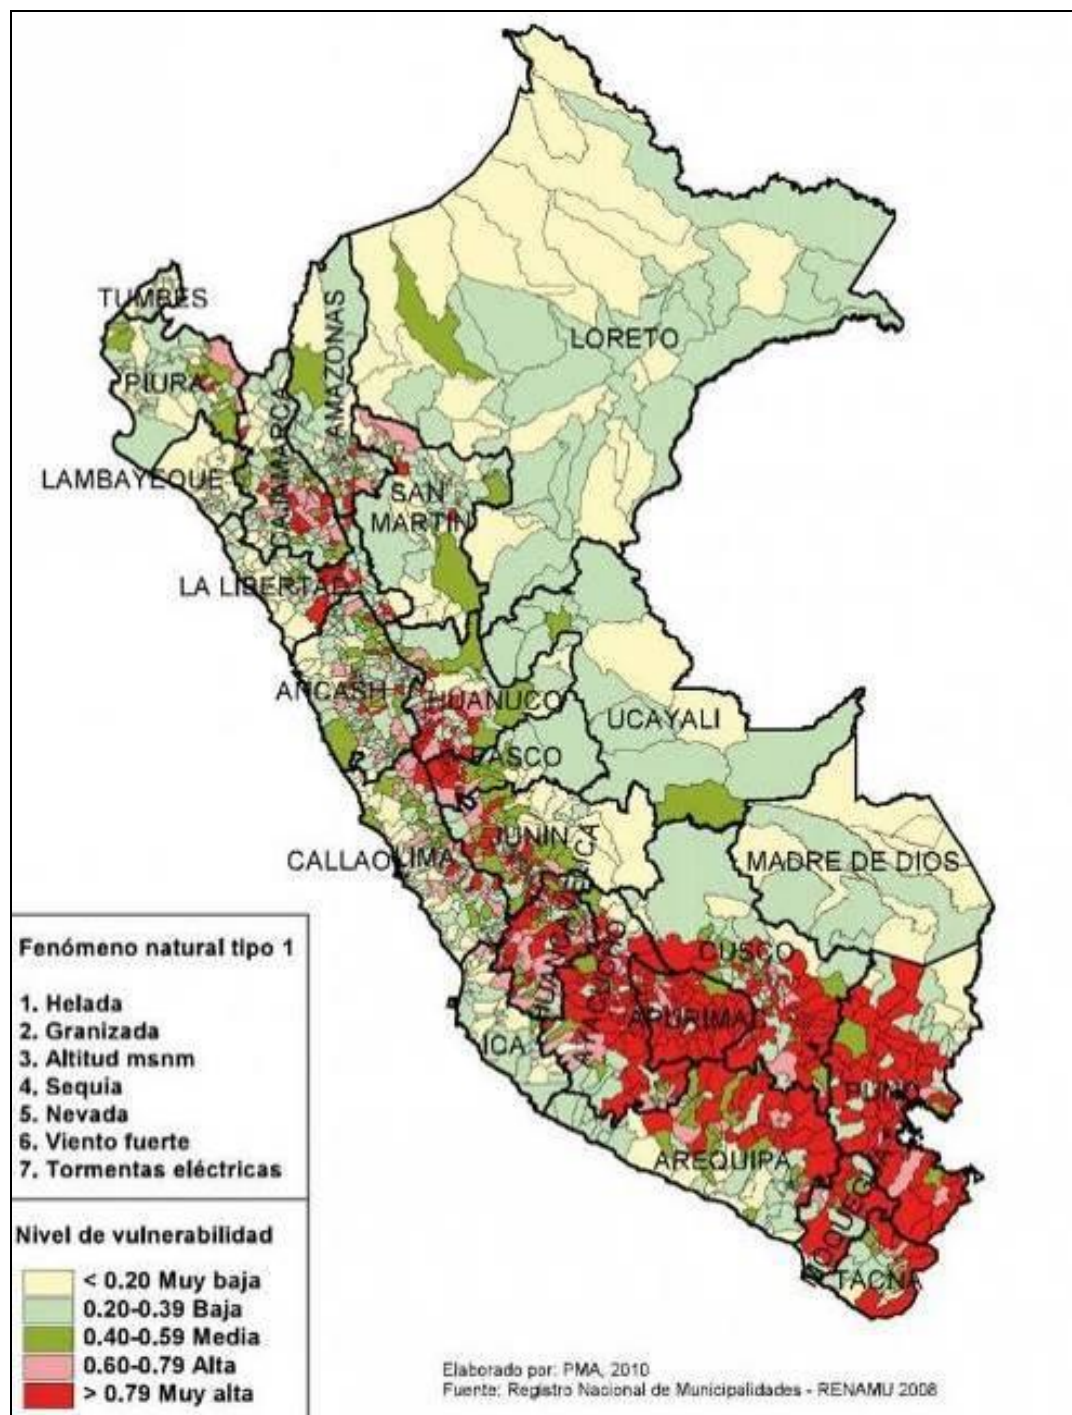 TUMBES
PIURA
LAMBAYEQUE
CAJAMARCA
AMAZONAS
LORETO
SAN
MARTIN
LA LIBERTAD
ANCASH
HUANUCO
PASCO
UCAYALI
JUNIN
CALLAO
LIMA
MADRE DE DIOS
CUSCO
ICA
PUNO
AREQUIPA
TACNA
Fenómeno natural tipo 1
1. Helada
2. Granizada
3. Altitud msnm
4. Sequia
5. Nevada
6. Viento fuerte
7. Tormentas eléctricas
Nivel de vulnerabilidad
< 0.20 Muy baja
0.20-0.39 Baja
0.40-0.59 Media
0.60-0.79 Alta
> 0.79 Muy alta
Elaborado por: PMA, 2010
Fuente: Registro Nacional de Municipalidades - RENAMU 2008